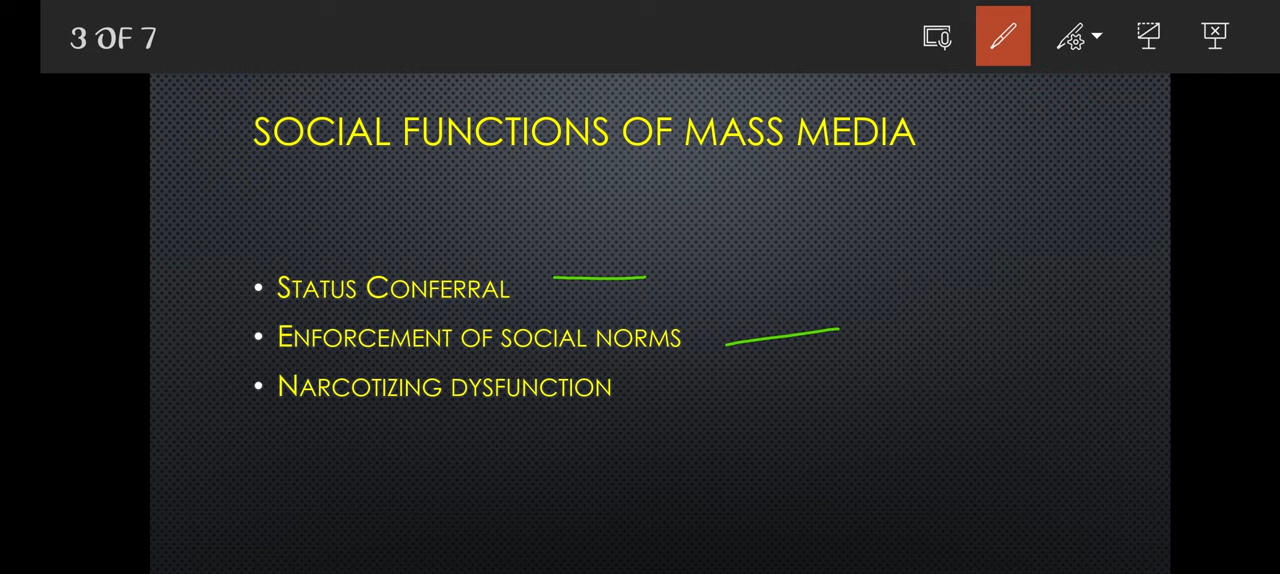 3 OF 7
SOCIAL FUNCTIONS OF MASS MEDIA
• STATUS CONFERRAL
• ENFORCEMENT OF SOCIAL NORMS
• NARCOTIZING DYSFUNCTION